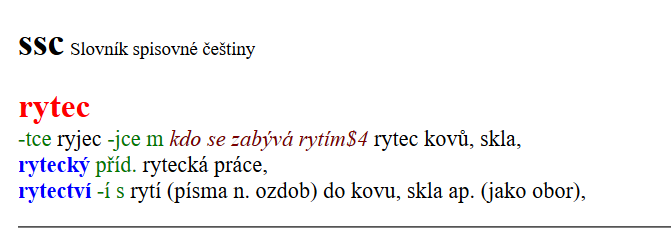 ssc Slovník spisovné češtiny
rytec
-tce ryjec -jce m kdo se zabývá rytím$4 rytec kovů, skla,
rytecký příd. rytecká práce,
rytectví -í s rytí (písma n. ozdob) do kovu, skla ap. (jako obor),